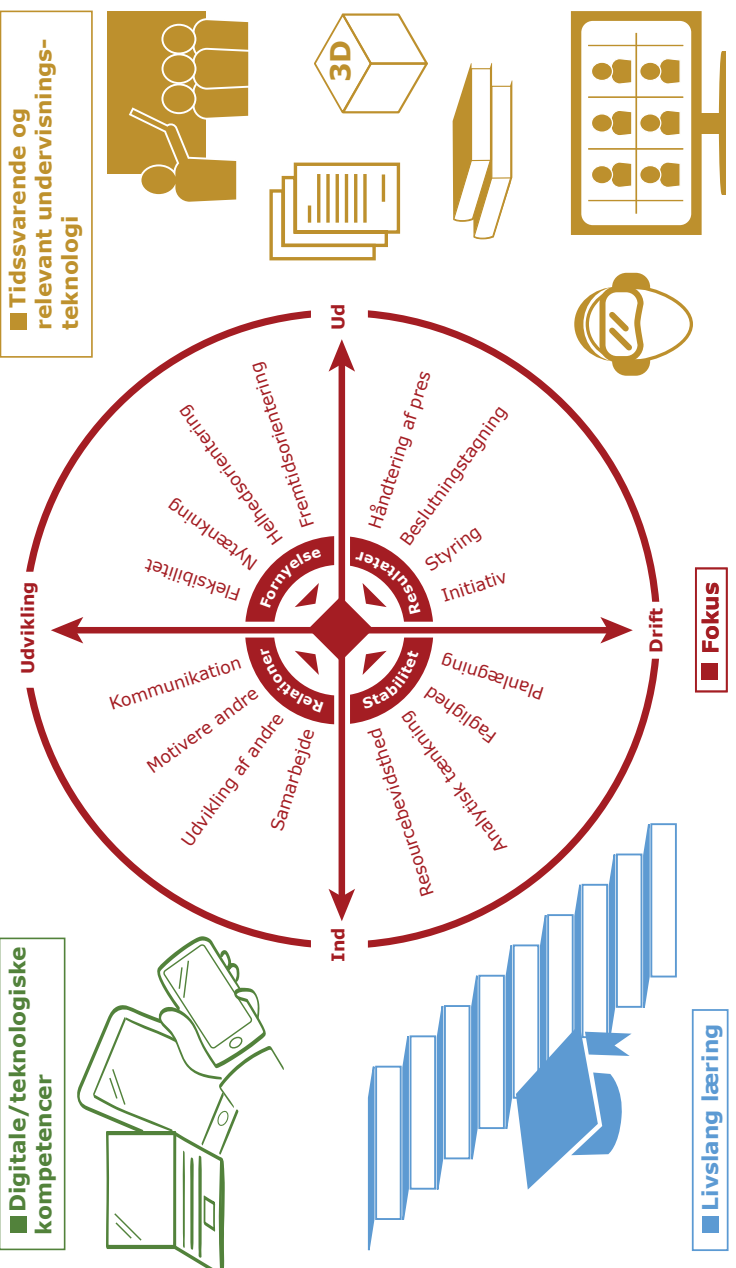 Digitale/teknologiske
kompetencer
Tidssvarende og
relevant undervisnings-
teknologi
Udvikling
Kommunikation
Motivere andre
Udvikling af andre
Samarbejde
Relationer
Fleksibilitet
Nytænkning
Helhedsorientering
Fremtidsorientering
Fornyelse
Ind
Ud
Stabilitet
Ressourcebevidsthed
Analytisk tænkning
Faglighed
Planlægning
Resultater
Håndtering af pres
Beslutningstagning
Styring
Initiativ
Drift
3D
Livslang læring
Fokus